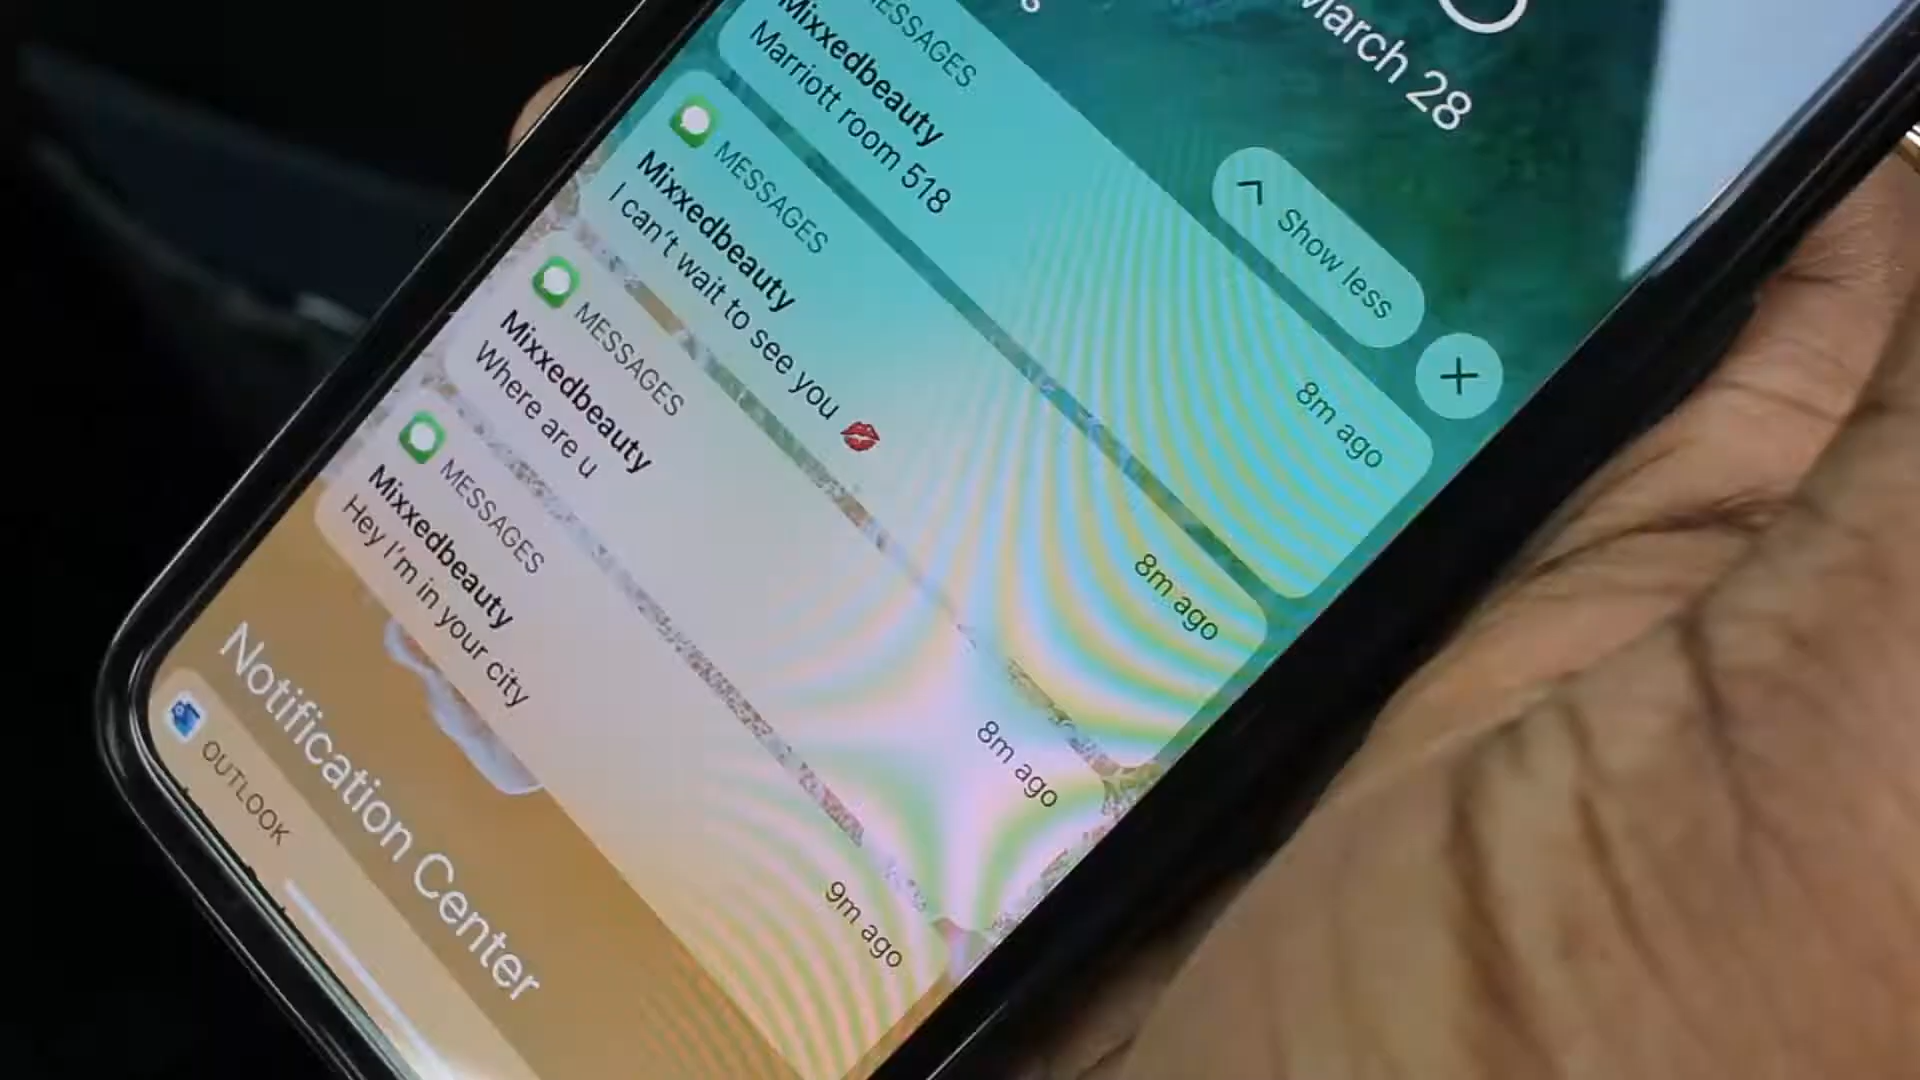 March 28
Show less
MESSAGES
8m ago
Mixxedbeauty
Marriott room 518
MESSAGES
8m ago
Mixxedbeauty
I can't wait to see you 💋
MESSAGES
8m ago
Mixxedbeauty
Where are u
MESSAGES
9m ago
Mixxedbeauty
Hey I'm in your city
Notification Center
OUTLOOK